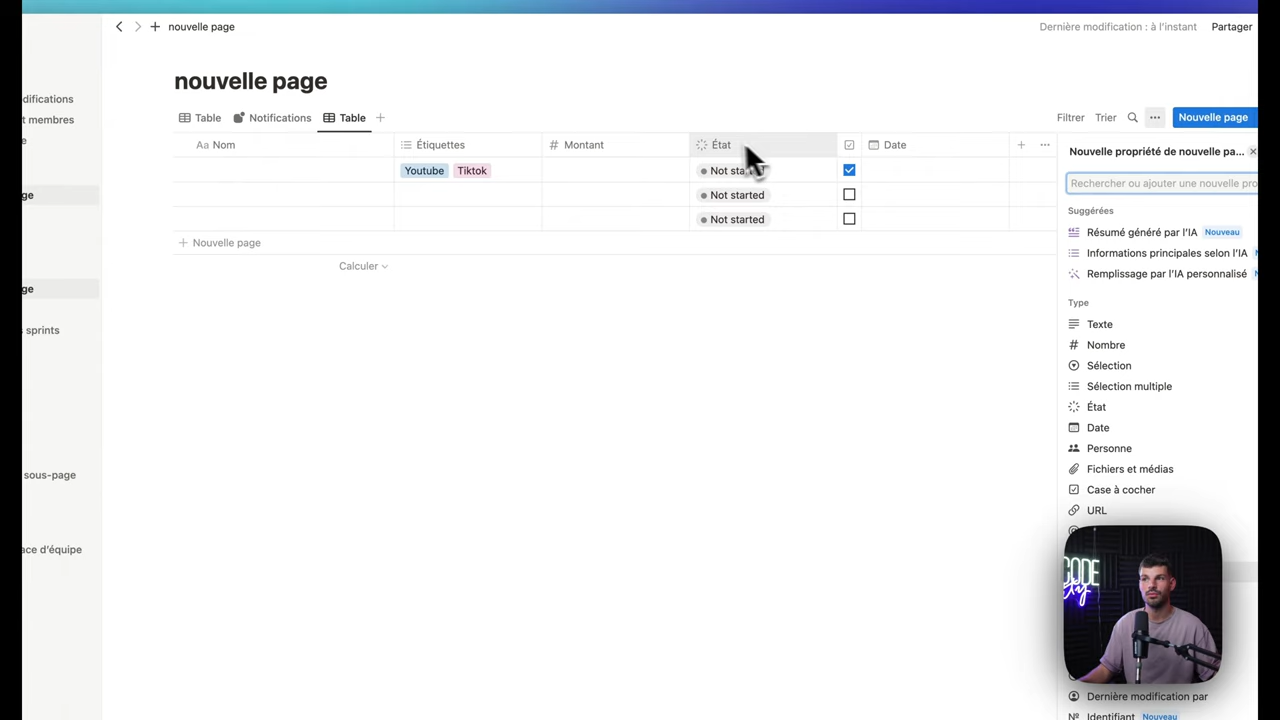 nouvelle page
Dernière modification : à l'instant
Partager
nouvelle page
difications
t membres
e
Table
Notifications
Table
Filtrer
Trier
Nouvelle page
Nom
Étiquettes
Montant
État
Date
Nouvelle propriété de nouvelle pa...
Youtube
Tiktok
Not star
Rechercher ou ajouter une nouvelle pro
ge
Not started
Not started
Suggérées
Nouvelle page
Résumé généré par l'IA Nouveau
Informations principales selon l'IA N
Calculer
Remplissage par l'IA personnalisé N
ge
Type
Texte
s sprints
Nombre
Sélection
Sélection multiple
État
Date
Personne
Fichiers et médias
sous-page
Case à cocher
URL
ace d'équipe
CODE
Dernière modification par
Identifiant Nouveau